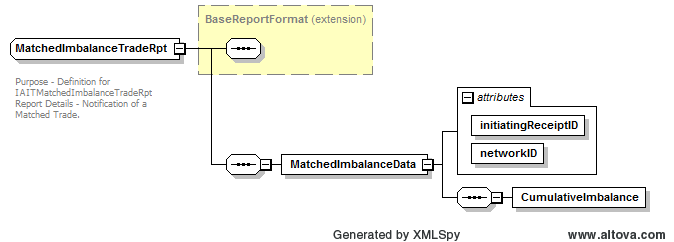 BaseReportFormat (extension)
MatchedImbalanceTradeRpt
Purpose - Definition for
IAITMatchedImbalanceTradeRpt
Report Details - Notification of a
Matched Trade.
attributes
initiatingReceiptID
networkID
MatchedImbalanceData
CumulativeImbalance
Generated by XMLSpy
www.altova.com